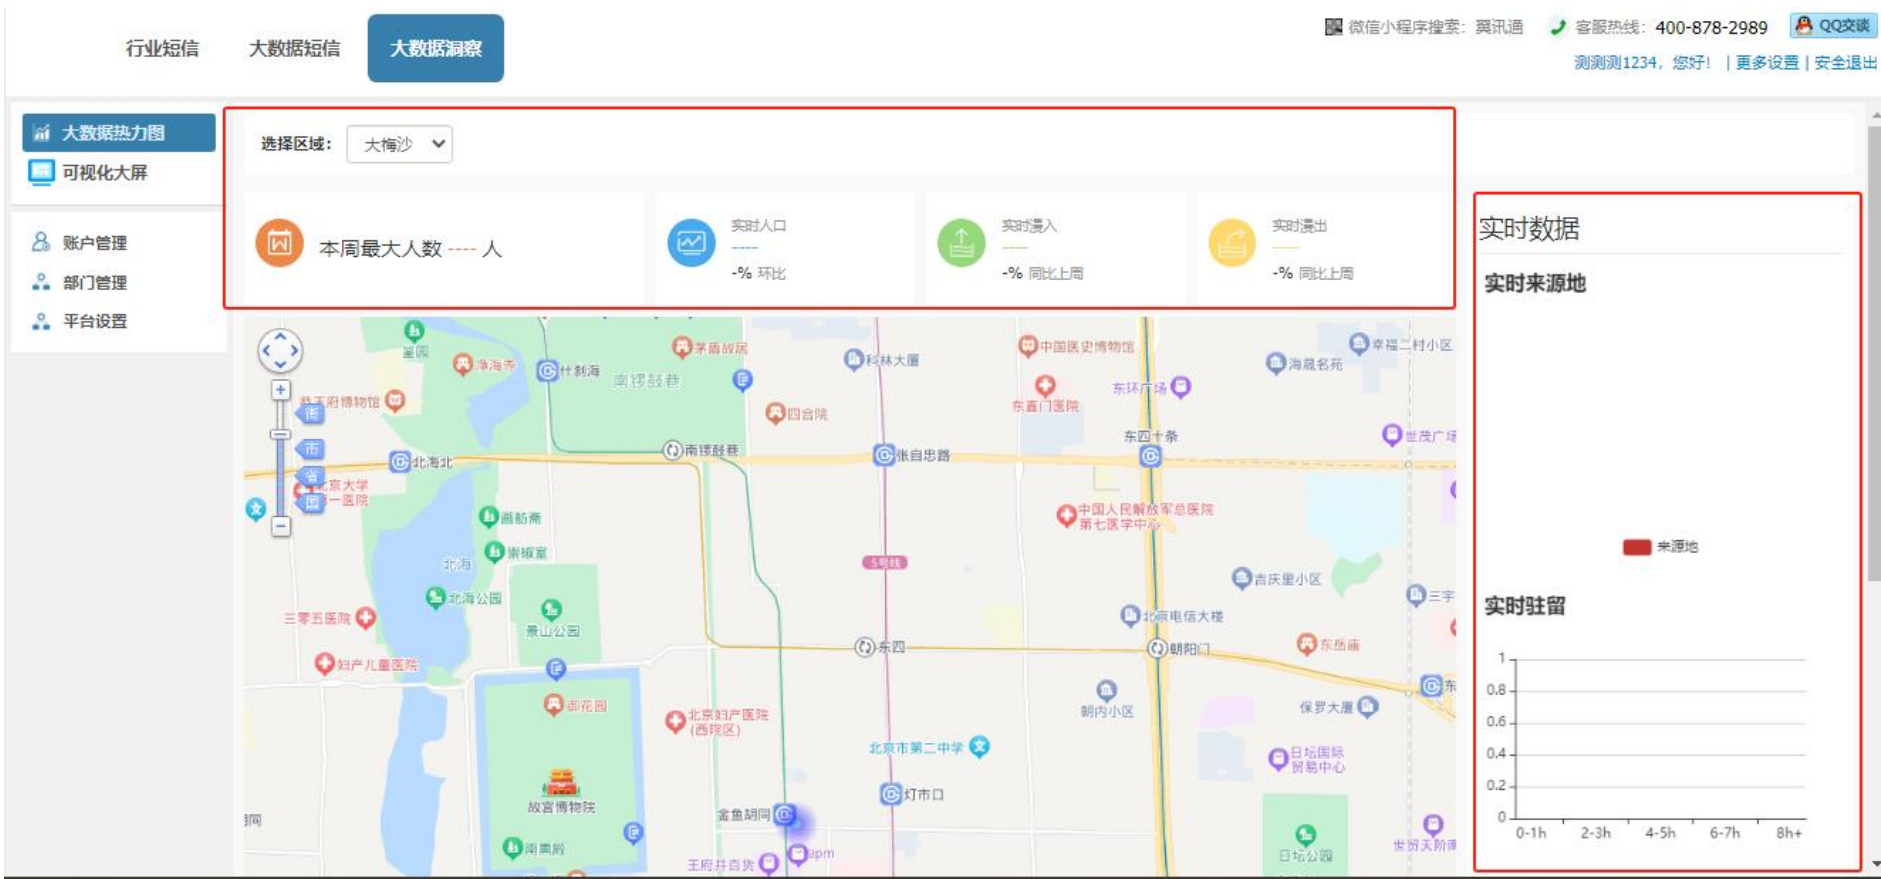 微信小程序搜索：翼讯通 客服热线：400-878-2989 QQ交谈
行业短信 大数据短信 大数据洞察
测测测1234，您好！ | 更多设置 | 安全退出
大数据热力图
可视化大屏
账户管理
部门管理
平台设置
选择区域： 大梅沙
本周最大人数 ---- 人
实时人口
----
-% 环比
实时漫入
----
-% 同比上周
实时漫出
----
-% 同比上周
鉴园
净海寺
什刹海
南锣鼓巷
茅盾故居
科林大厦
中国医史博物馆
海晟名苑
幸福二村小区
恭王府博物馆
四合院
东直门医院
东环广场
世茂广场
街
市
省
国
北海北
南锣鼓巷
张自忠路
东四十条
北京大学
第一医院
画舫斋
中国人民解放军总医院
第七医学中心
崇椒室
北海
5号线
吉庆里小区
北海公园
三零五医院
景山公园
北京电信大楼
东四
朝阳门
东岳庙
妇产儿童医院
御花园
北京妇产医院
(西院区)
朝内小区
保罗大厦
北京市第二中学
日坛国际
贸易中心
故宫博物院
灯市口
金鱼胡同
南熏殿
王府井百货
apm
日坛公园
世贸天阶
实时数据
实时来源地
来源地
实时驻留
1
0.8
0.6
0.4
0.2
0
0-1h 2-3h 4-5h 6-7h 8h+